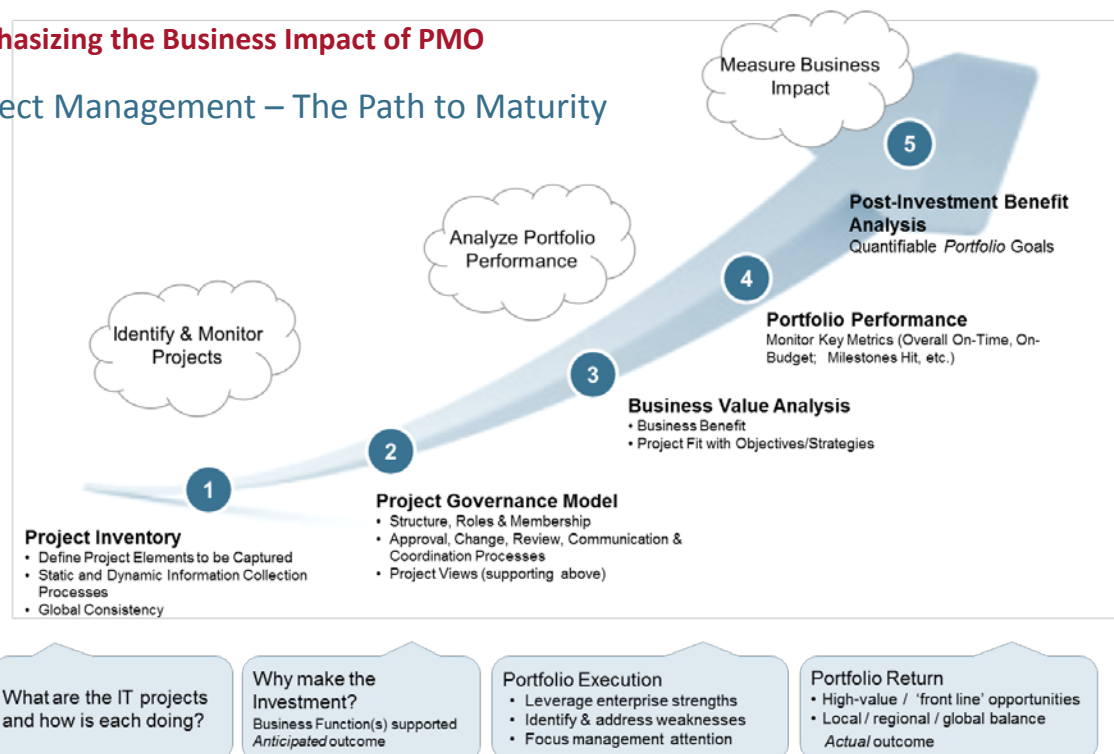 hasizing the Business Impact of PMO
ect Management – The Path to Maturity
Measure Business
Impact
5
Post-Investment Benefit
Analysis
Quantifiable Portfolio Goals
Analyze Portfolio
Performance
4
Portfolio Performance
Monitor Key Metrics (Overall On-Time, On-
Budget; Milestones Hit, etc.)
Identify & Monitor
Projects
3
Business Value Analysis
• Business Benefit
• Project Fit with Objectives/Strategies
2
Project Governance Model
• Structure, Roles & Membership
• Approval, Change, Review, Communication &
Coordination Processes
• Project Views (supporting above)
1
Project Inventory
• Define Project Elements to be Captured
• Static and Dynamic Information Collection
Processes
• Global Consistency
What are the IT projects
and how is each doing?
Why make the
Investment?
Business Function(s) supported
Anticipated outcome
Portfolio Execution
• Leverage enterprise strengths
• Identify & address weaknesses
• Focus management attention
Portfolio Return
• High-value / ‘front line’ opportunities
• Local / regional / global balance
Actual outcome